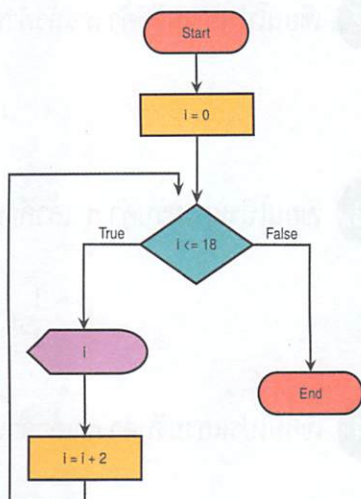 Start
i = 0
i <= 18
True
False
i
End
i = i + 2